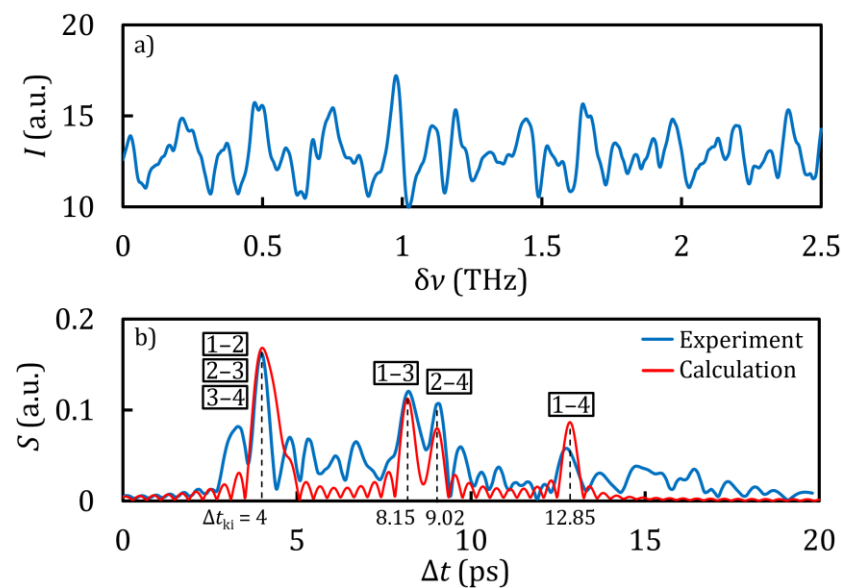 20
a)
15
10
I (a.u.)
0 0.5 1 1.5 2 2.5
δν (THz)
0.2
b)
0.1
0
S (a.u.)
1–2
2–3
3–4
1–3
2–4
1–4
Experiment
Calculation
Δt_ki = 4 8.15 9.02 12.85
0 5 10 15 20
Δt (ps)